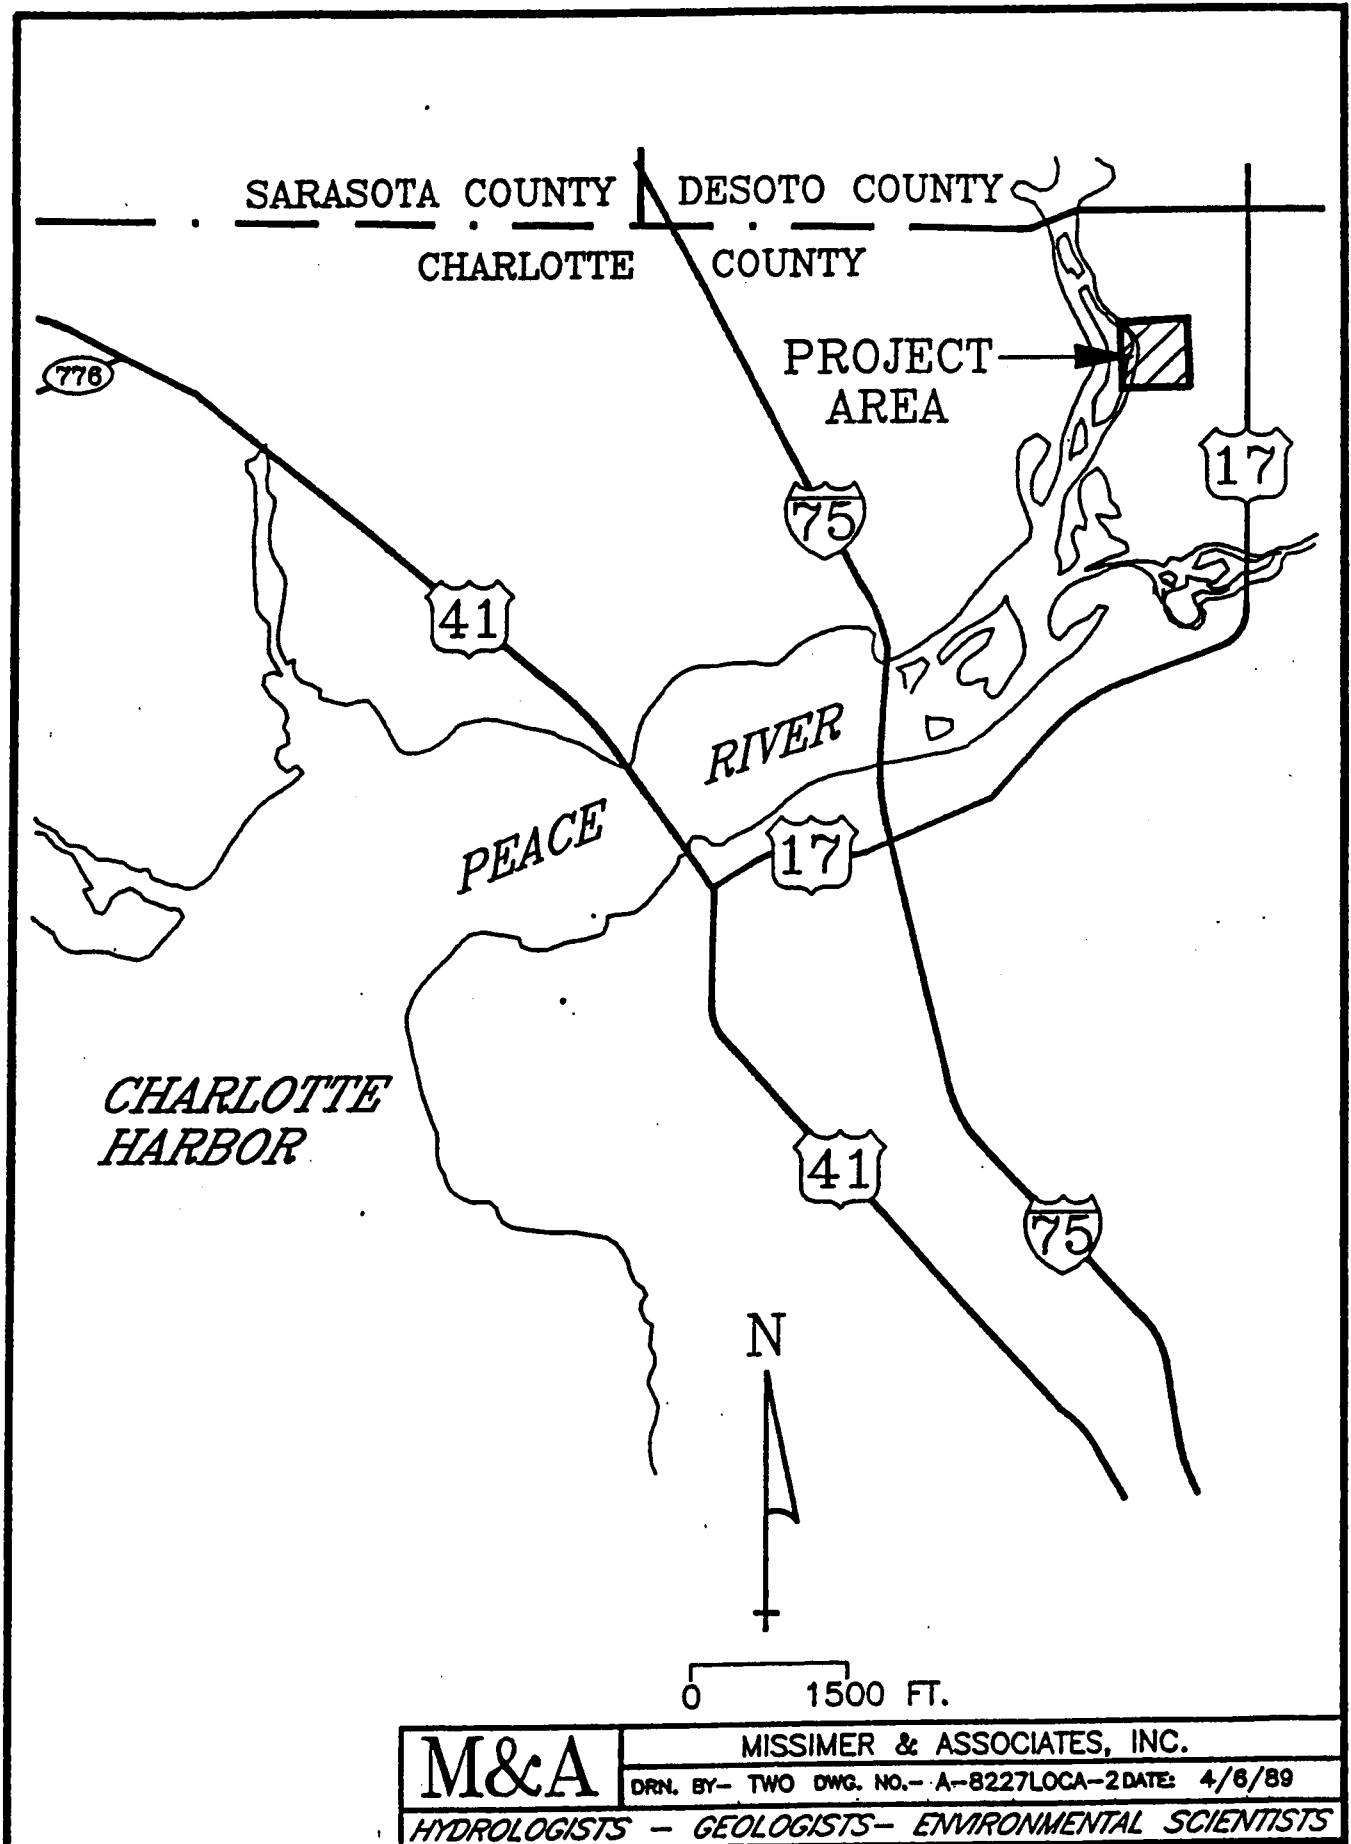 SARASOTA COUNTY DESOTO COUNTY
CHARLOTTE COUNTY
776
PROJECT
AREA
17
75
41
RIVER
PEACE
17
CHARLOTTE
HARBOR
41
75
N
0 1500 FT.
M&A
MISSIMER & ASSOCIATES, INC.
DRN. BY- TWO DWG. NO.- A-8227LOCA-2 DATE: 4/6/89
HYDROLOGISTS - GEOLOGISTS- ENVIRONMENTAL SCIENTISTS